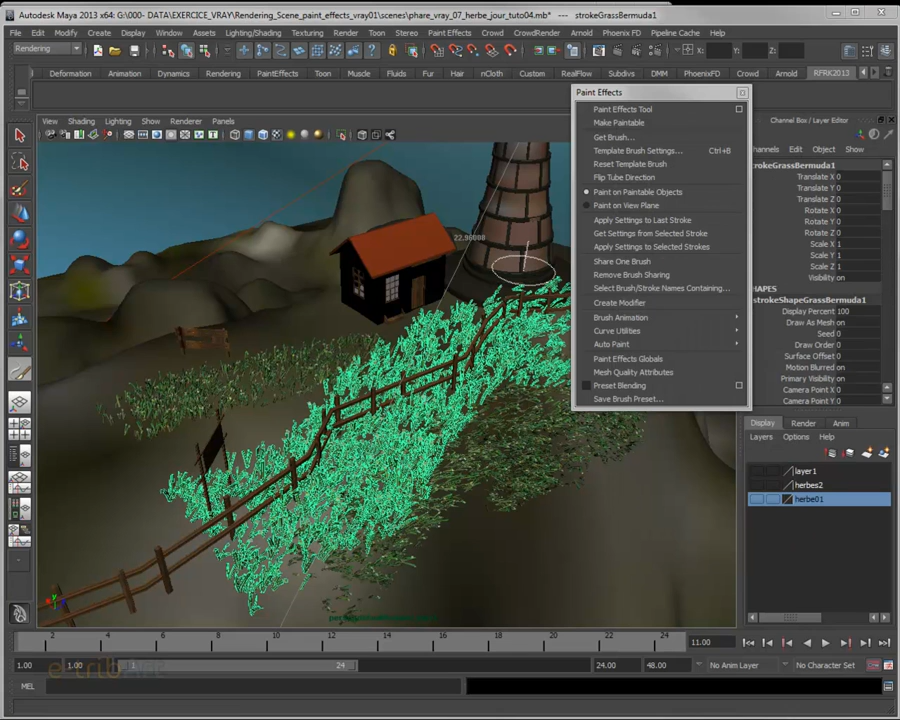 Autodesk Maya 2013 x64: G:\000- DATA\EXERCICE_VRAY\Rendering_Scene_paint_effects_vray01\scenes\phare_vray_07_herbe_jour_tuto04.mb* --- strokeGrassBermuda1
File Edit Modify Create Display Window Assets Lighting/Shading Texturing Render Toon Stereo Paint Effects Crowd CrowdRender Arnold Phoenix FD Pipeline Cache Help
Rendering X: Y: Z:
Deformation Animation Dynamics Rendering PaintEffects Toon Muscle Fluids Fur Hair nCloth Custom RealFlow Subdivs DMM PhoenixFD Crowd Arnold RFRK2013
Paint Effects
Paint Effects Tool
Make Paintable
Get Brush...
Template Brush Settings... Ctrl+B
Reset Template Brush
Flip Tube Direction
Paint on Paintable Objects
Paint on View Plane
Apply Settings to Last Stroke
Get Settings from Selected Stroke
Apply Settings to Selected Strokes
Share One Brush
Remove Brush Sharing
Select Brush/Stroke Names Containing...
Create Modifier
Brush Animation
Curve Utilities
Auto Paint
Paint Effects Globals
Mesh Quality Attributes
Preset Blending
Save Brush Preset...
View Shading Lighting Show Renderer Panels
22.96000
Channel Box / Layer Editor
annels Edit Object Show
trokeGrassBermuda1
Translate X 0
Translate Y 0
Translate Z 0
Rotate X 0
Rotate Y 0
Rotate Z 0
Scale X 1
Scale Y 1
Scale Z 1
Visibility on
SHAPES
strokeShapeGrassBermuda1
Display Percent 100
Draw As Mesh on
Seed 0
Draw Order 0
Surface Offset 0
Motion Blurred on
Primary Visibility on
Camera Point X 0
Camera Point Y 0
Display Render Anim
Layers Options Help
layer1
herbes2
herbe01
2 4 6 8 10 12 14 16 18 20 22 24 11.00
1.00 1.00 1 24 24.00 48.00 No Anim Layer No Character Set
MEL